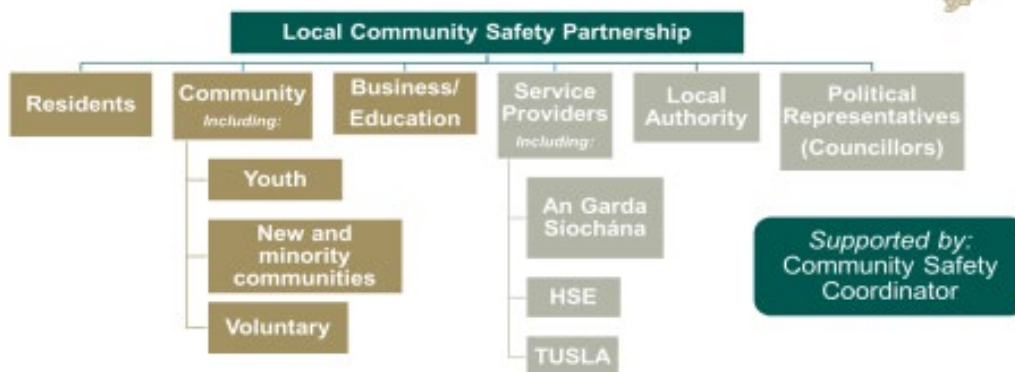 Local Community Safety Partnership
Residents
Community
Including:
Business/
Education
Service
Providers
Including:
Local
Authority
Political
Representatives
(Councillors)
Youth
New and
minority
communities
Voluntary
An Garda
Síochána
HSE
TUSLA
Supported by:
Community Safety
Coordinator